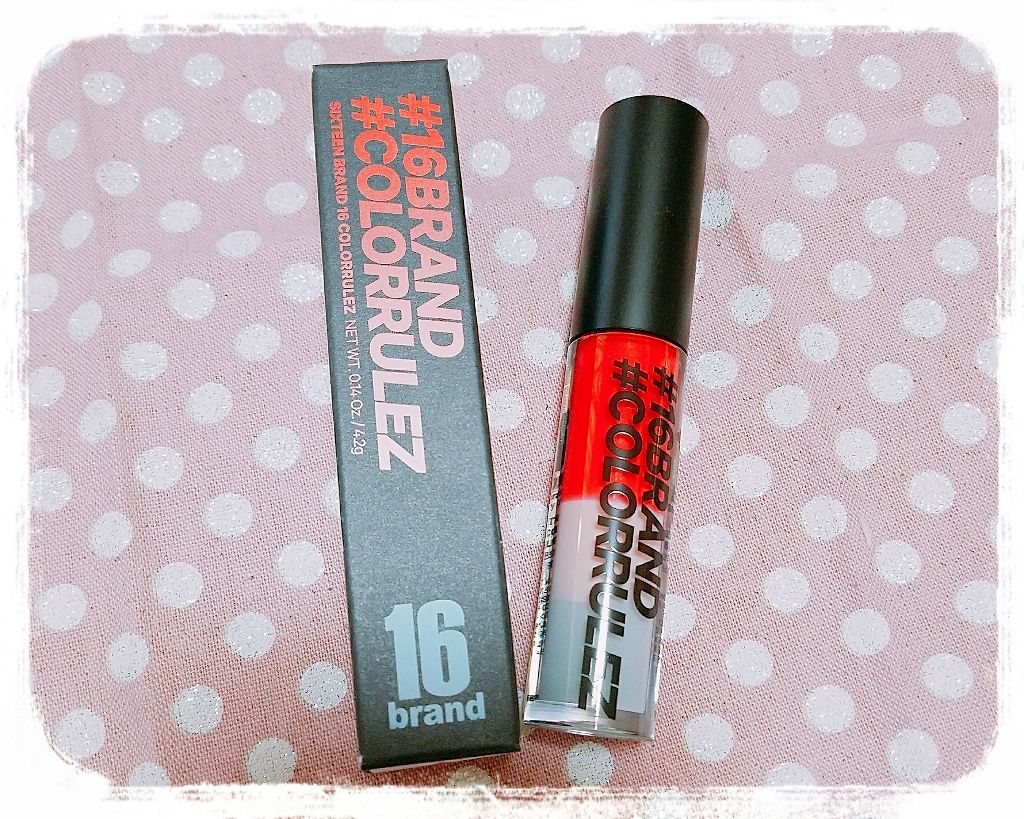 #16BRAND
#COLORRULEZ
SIXTEEN BRAND 16 COLORRULEZ NET WT. 0.14 Oz. / 4.2g
16
brand
#16BRAND
#COLORRULEZ